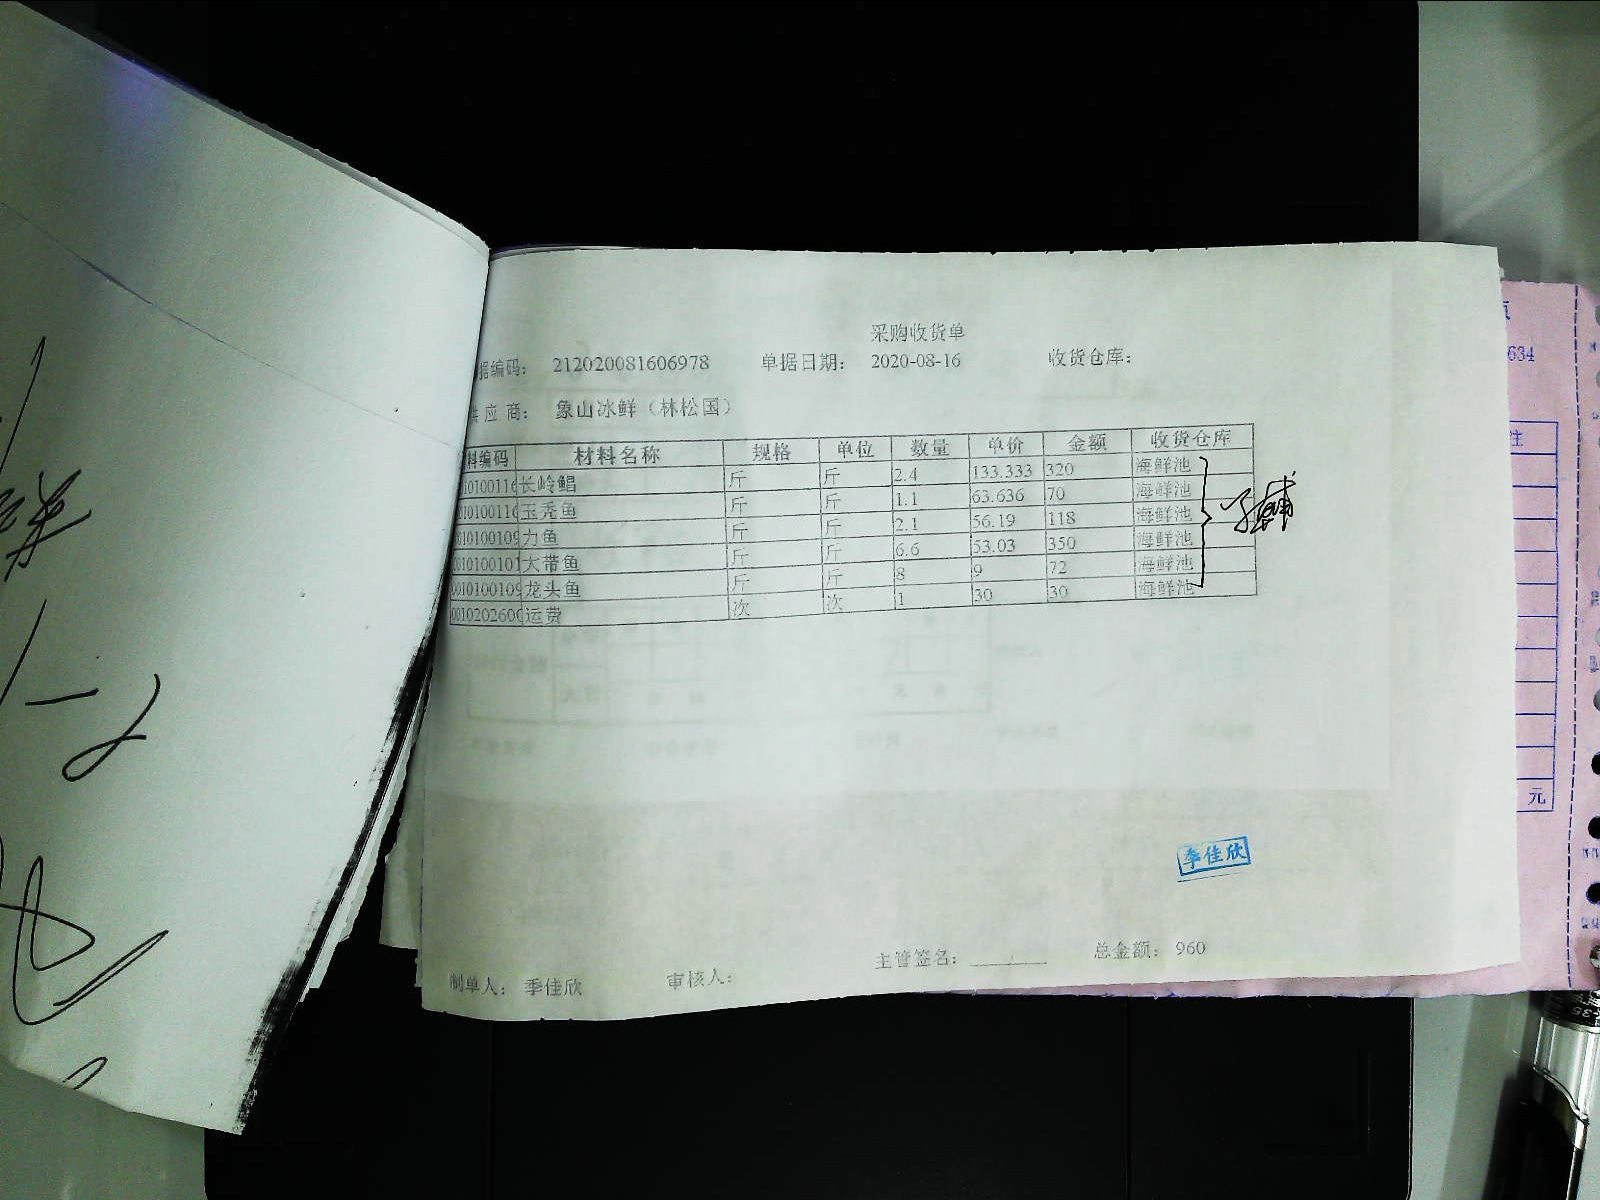 采购收货单
据编码： 212020081606978 单据日期： 2020-08-16 收货仓库：
应商： 象山冰鲜（林松国）
料编码 材料名称 规格 单位 数量 单价 金额 收货仓库
长岭鲳 斤 斤 2.4 133.333 320 海鲜池
玉秃鱼 斤 斤 1.1 63.636 70 海鲜池
力鱼 斤 斤 2.1 56.19 118 海鲜池
大带鱼 斤 斤 6.6 53.03 350 海鲜池
龙头鱼 斤 斤 8 9 72 海鲜池
运费 次 次 1 30 30 海鲜池
季佳欣
主管签名： 总金额： 960
制单人： 季佳欣 审核人：
634
注
元